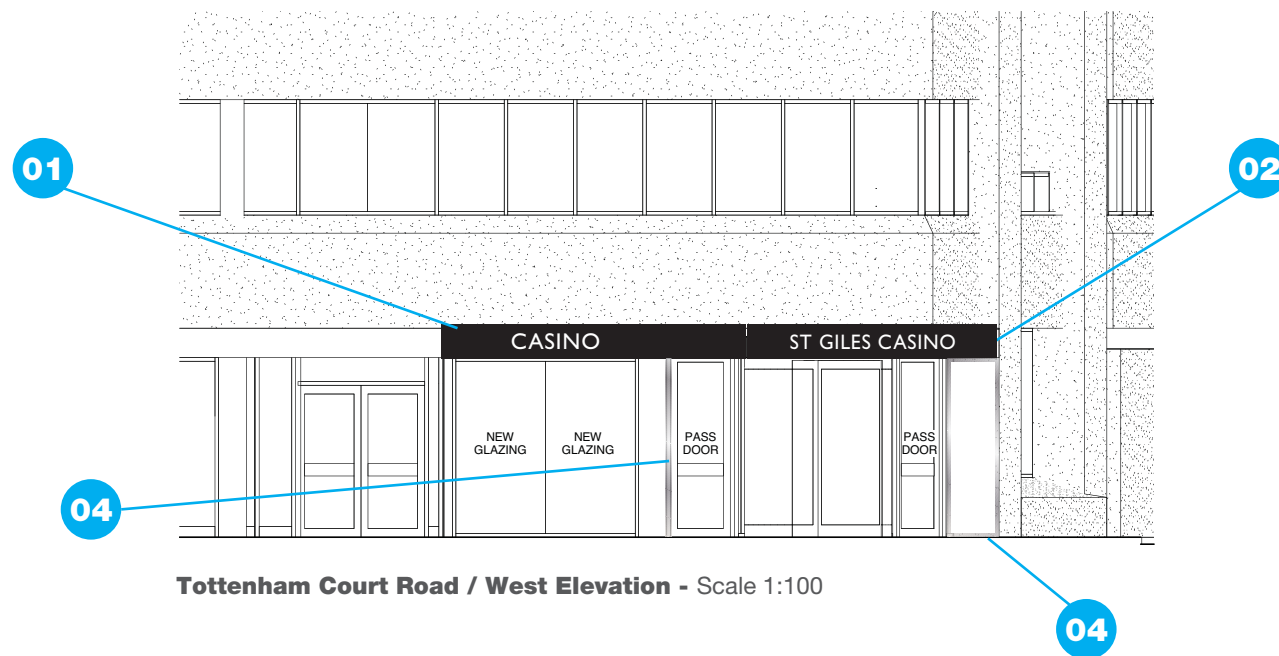 01
02
CASINO
ST GILES CASINO
NEW
GLAZING
NEW
GLAZING
PASS
DOOR
PASS
DOOR
04
Tottenham Court Road / West Elevation - Scale 1:100
04